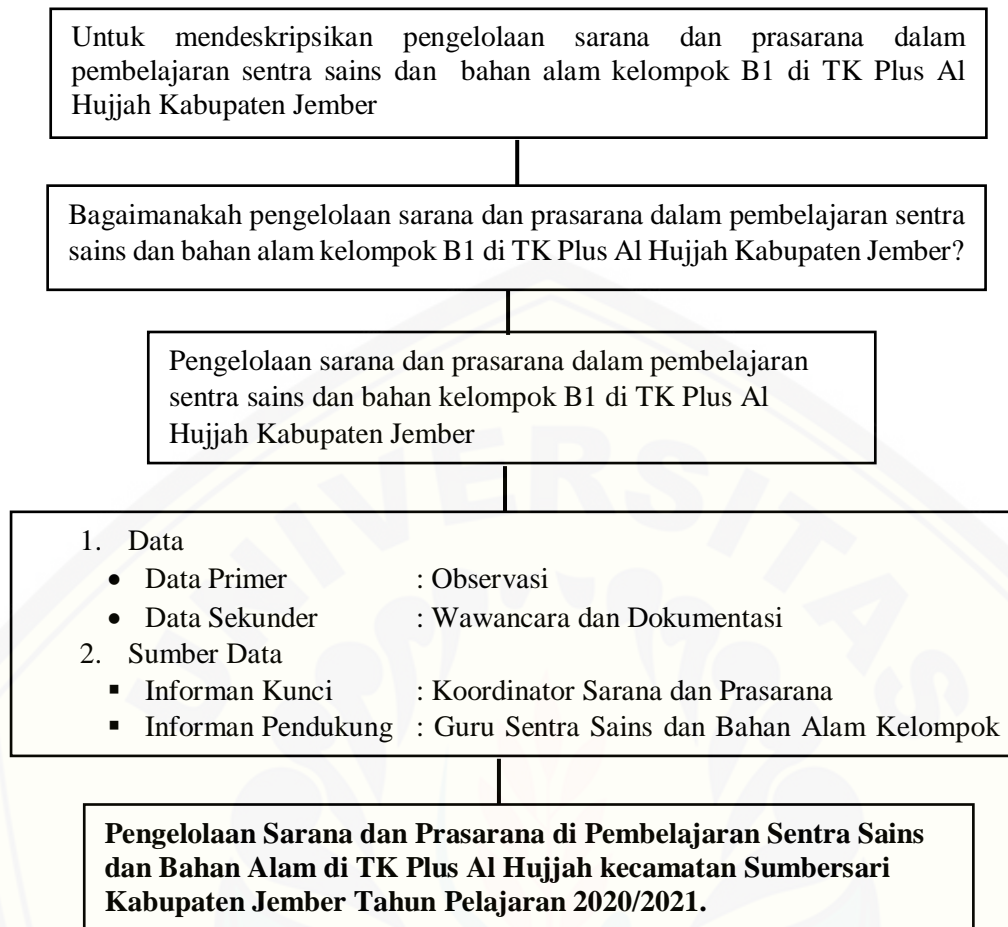 Untuk mendeskripsikan pengelolaan sarana dan prasarana dalam
pembelajaran sentra sains dan bahan alam kelompok B1 di TK Plus Al
Hujjah Kabupaten Jember
Bagaimanakah pengelolaan sarana dan prasarana dalam pembelajaran sentra
sains dan bahan alam kelompok B1 di TK Plus Al Hujjah Kabupaten Jember?
Pengelolaan sarana dan prasarana dalam pembelajaran
sentra sains dan bahan kelompok B1 di TK Plus Al
Hujjah Kabupaten Jember
1. Data
• Data Primer : Observasi
• Data Sekunder : Wawancara dan Dokumentasi
2. Sumber Data
▪ Informan Kunci : Koordinator Sarana dan Prasarana
▪ Informan Pendukung : Guru Sentra Sains dan Bahan Alam Kelompok
Pengelolaan Sarana dan Prasarana di Pembelajaran Sentra Sains
dan Bahan Alam di TK Plus Al Hujjah kecamatan Sumbersari
Kabupaten Jember Tahun Pelajaran 2020/2021.
UNIVERSITAS